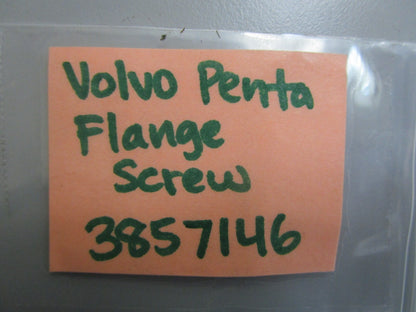 Volvo Penta
Flange
Screw
3857146